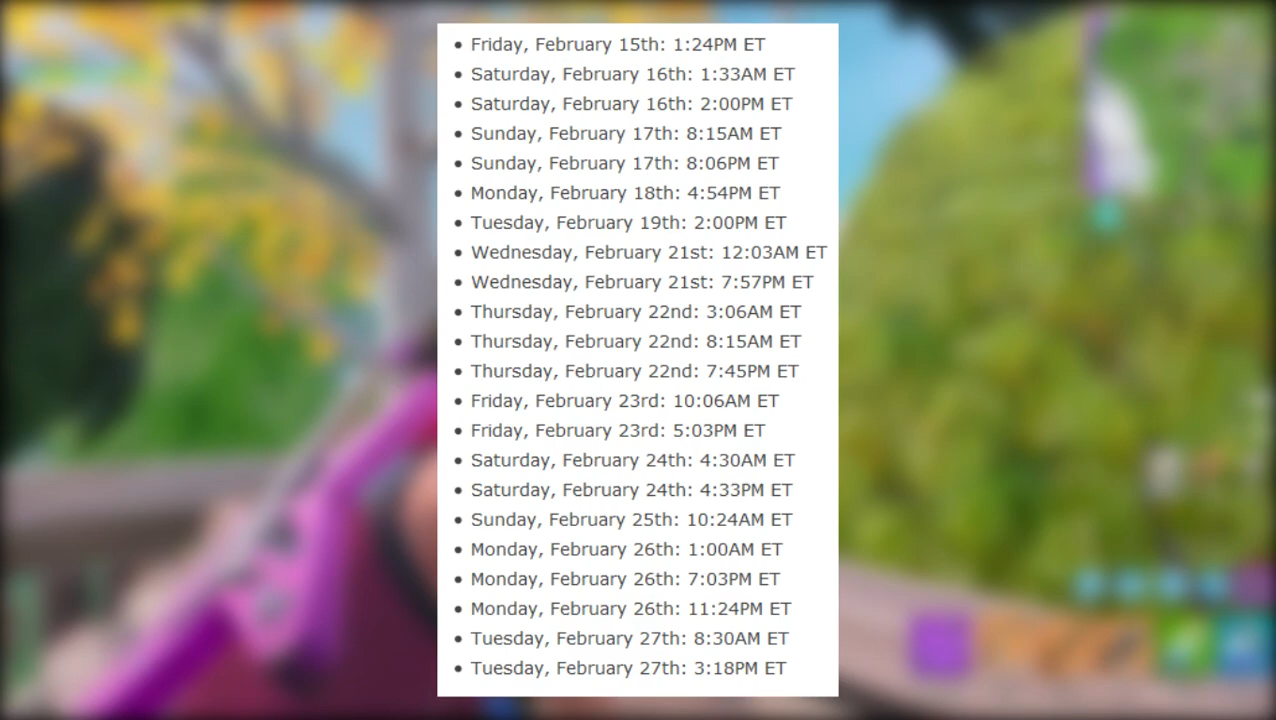 • Friday, February 15th: 1:24PM ET
• Saturday, February 16th: 1:33AM ET
• Saturday, February 16th: 2:00PM ET
• Sunday, February 17th: 8:15AM ET
• Sunday, February 17th: 8:06PM ET
• Monday, February 18th: 4:54PM ET
• Tuesday, February 19th: 2:00PM ET
• Wednesday, February 21st: 12:03AM ET
• Wednesday, February 21st: 7:57PM ET
• Thursday, February 22nd: 3:06AM ET
• Thursday, February 22nd: 8:15AM ET
• Thursday, February 22nd: 7:45PM ET
• Friday, February 23rd: 10:06AM ET
• Friday, February 23rd: 5:03PM ET
• Saturday, February 24th: 4:30AM ET
• Saturday, February 24th: 4:33PM ET
• Sunday, February 25th: 10:24AM ET
• Monday, February 26th: 1:00AM ET
• Monday, February 26th: 7:03PM ET
• Monday, February 26th: 11:24PM ET
• Tuesday, February 27th: 8:30AM ET
• Tuesday, February 27th: 3:18PM ET